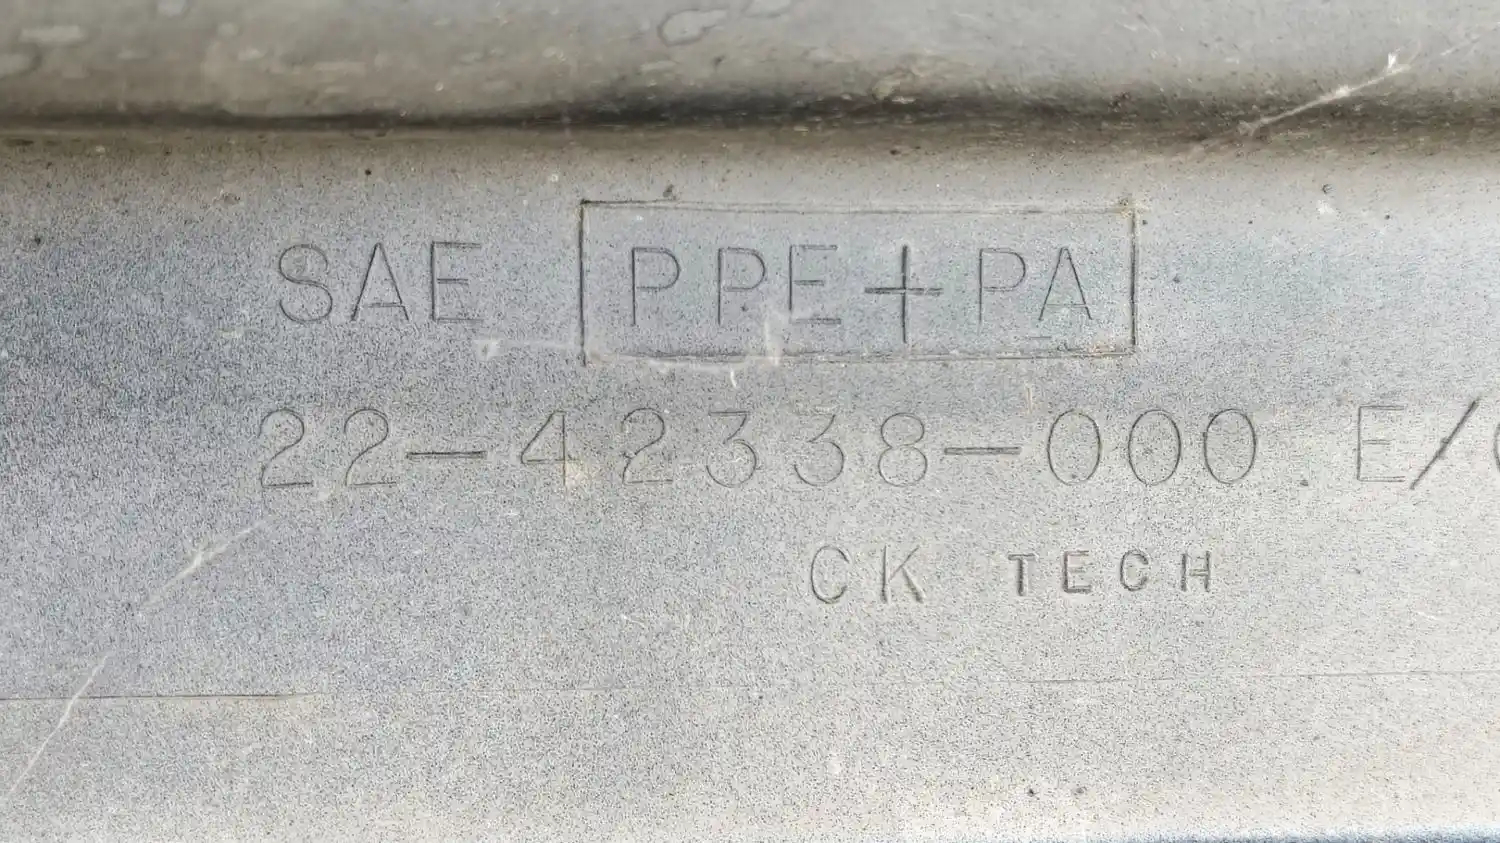 SAE PPE+PA
22-42338-000 E/
CK TECH